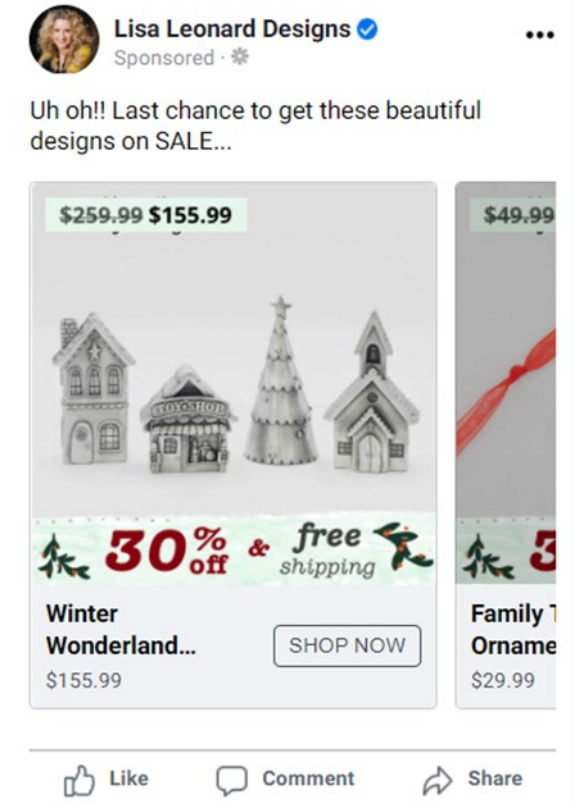 Lisa Leonard Designs
Sponsored ·
Uh oh!! Last chance to get these beautiful
designs on SALE...
$259.99 $155.99
$49.99
TOY SHOP
30% off & free shipping
3
Winter
Wonderland...
SHOP NOW
$155.99
Family
Orname
$29.99
Like Comment Share